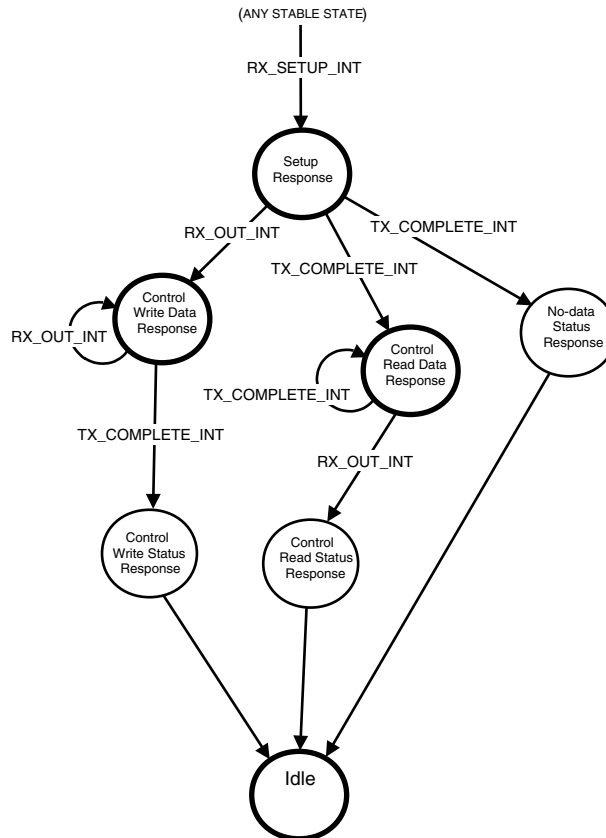 (ANY STABLE STATE)
RX_SETUP_INT
Setup
Response
RX_OUT_INT
TX_COMPLETE_INT
TX_COMPLETE_INT
Control
Write Data
Response
RX_OUT_INT
No-data
Status
Response
Control
Read Data
Response
TX_COMPLETE_INT
TX_COMPLETE_INT
RX_OUT_INT
Control
Write Status
Response
Control
Read Status
Response
Idle